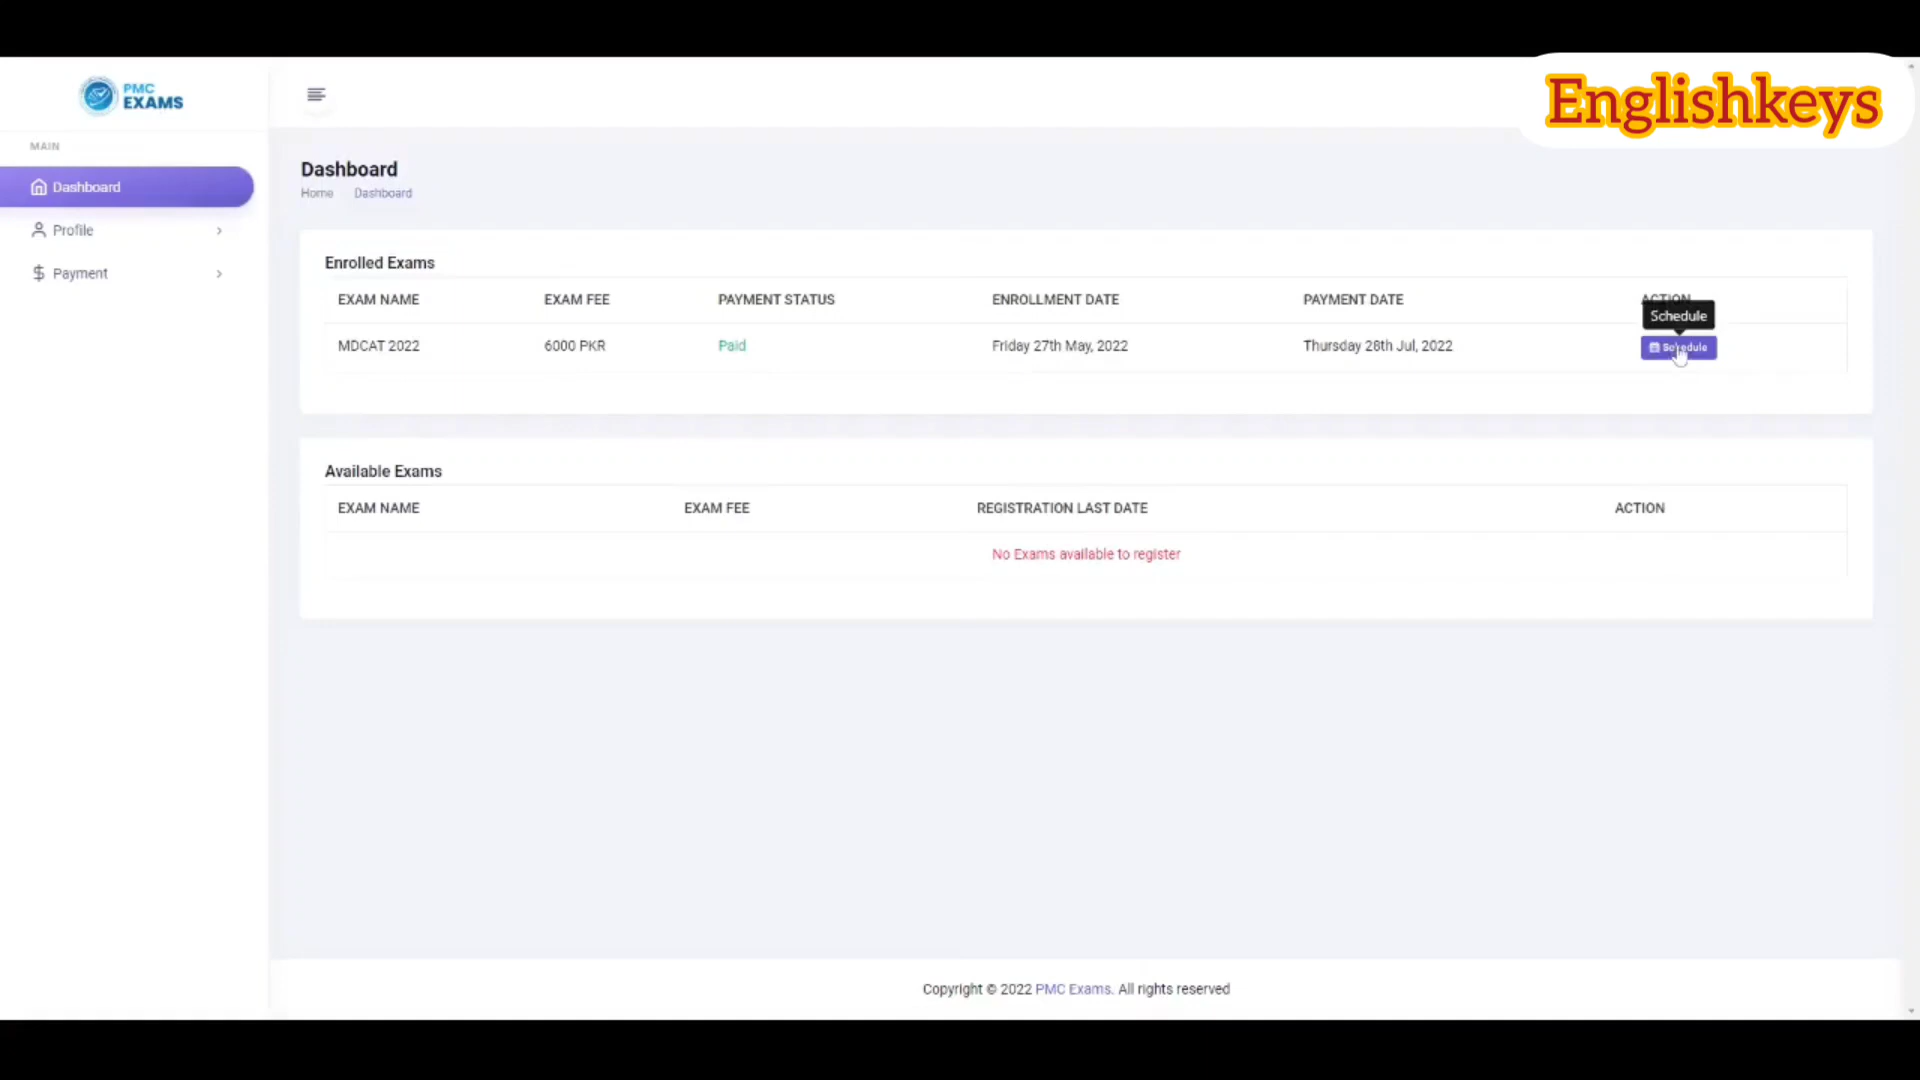 PMC
EXAMS
Englishkeys
MAIN
Dashboard
Profile
Payment
Dashboard
Home Dashboard
Enrolled Exams
EXAM NAME EXAM FEE PAYMENT STATUS ENROLLMENT DATE PAYMENT DATE ACTION
Schedule
MDCAT 2022 6000 PKR Paid Friday 27th May, 2022 Thursday 28th Jul, 2022 Schedule
Available Exams
EXAM NAME EXAM FEE REGISTRATION LAST DATE ACTION
No Exams available to register
Copyright © 2022 PMC Exams. All rights reserved